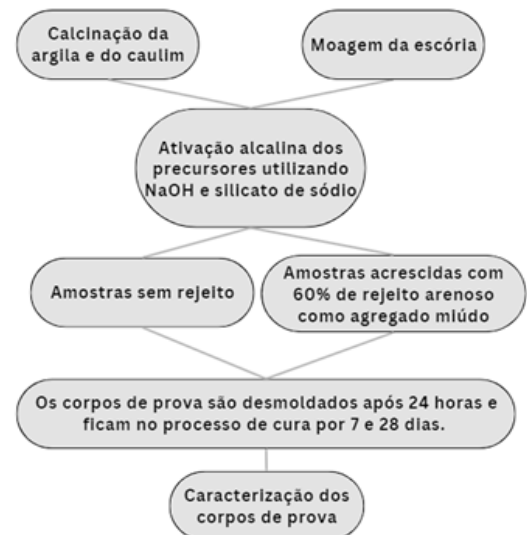 Calcinação da
argila e do caulim
Moagem da escória
Ativação alcalina dos
precursores utilizando
NaOH e silicato de sódio
Amostras sem rejeito
Amostras acrescidas com
60% de rejeito arenoso
como agregado miúdo
Os corpos de prova são desmoldados após 24 horas e
ficam no processo de cura por 7 e 28 dias.
Caracterização dos
corpos de prova